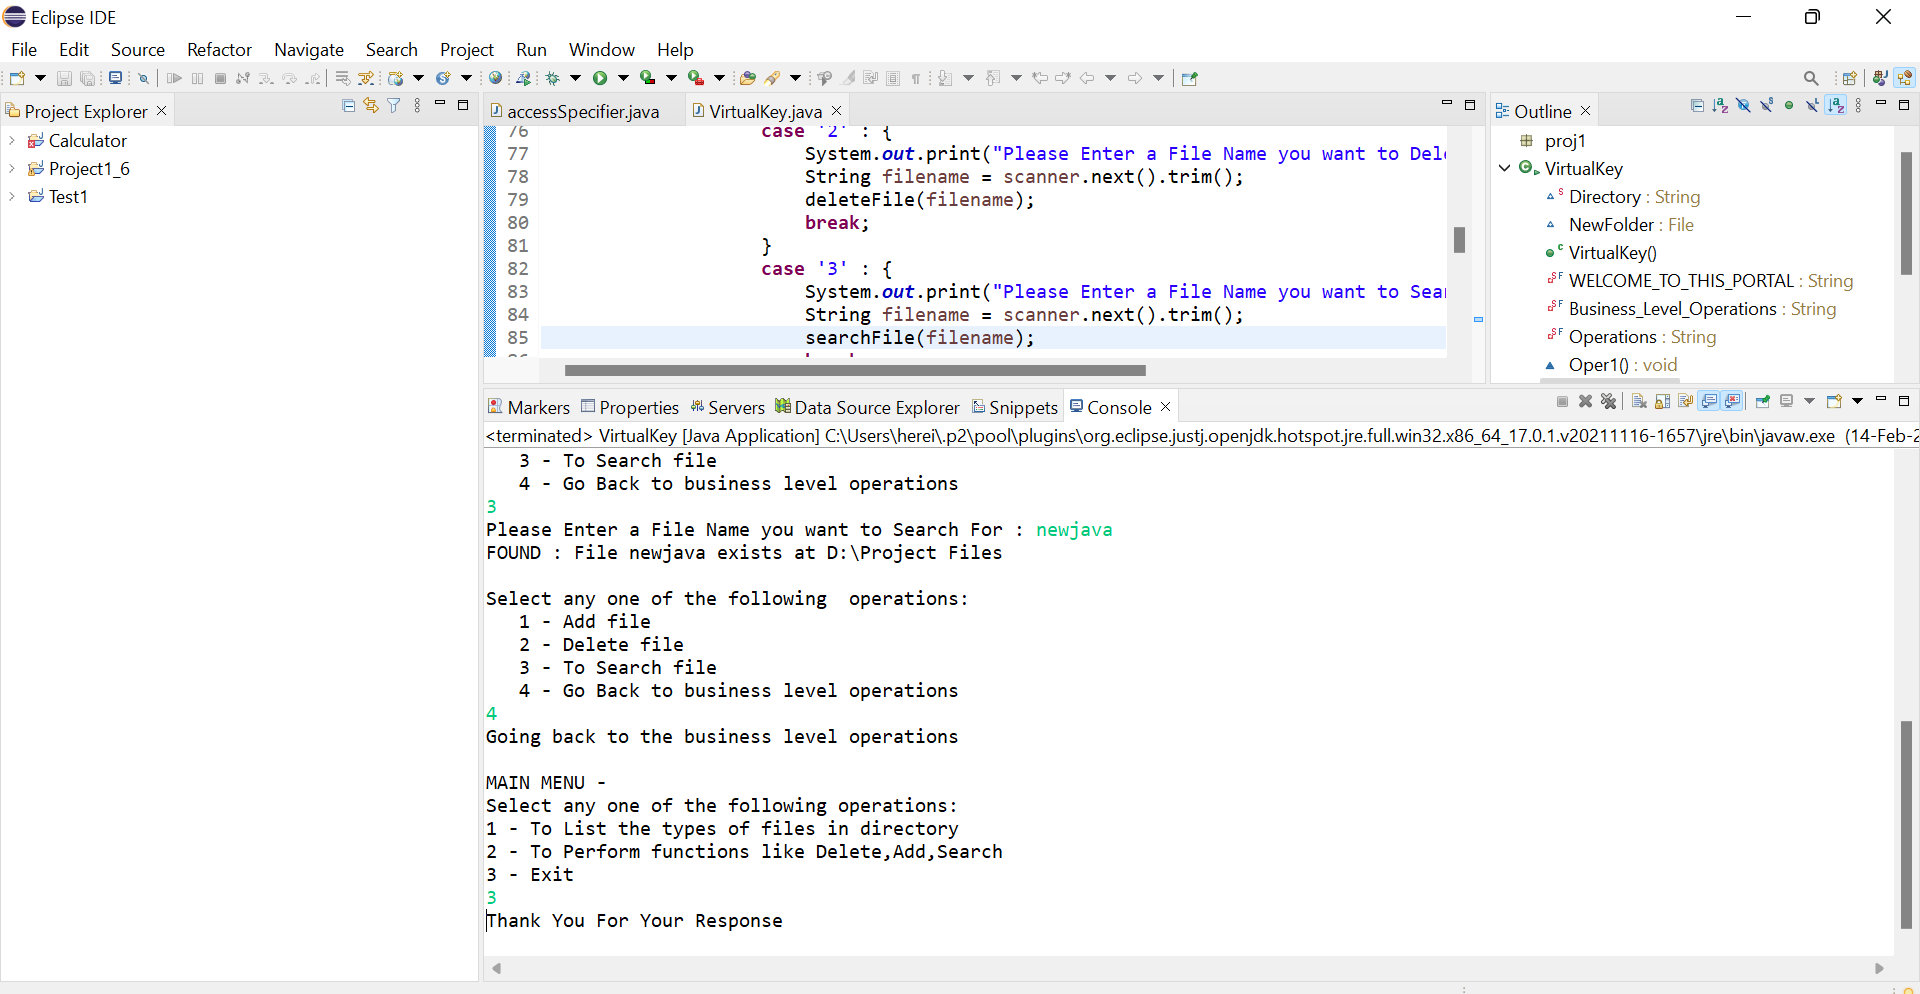 Eclipse IDE
File Edit Source Refactor Navigate Search Project Run Window Help
Project Explorer
Calculator
Project1_6
Test1
accessSpecifier.java VirtualKey.java
76 case '2' : {
77 System.out.print("Please Enter a File Name you want to Del
78 String filename = scanner.next().trim();
79 deleteFile(filename);
80 break;
81 }
82 case '3' : {
83 System.out.print("Please Enter a File Name you want to Sea
84 String filename = scanner.next().trim();
85 searchFile(filename);
Outline
proj1
VirtualKey
Directory : String
NewFolder : File
VirtualKey()
WELCOME_TO_THIS_PORTAL : String
Business_Level_Operations : String
Operations : String
Oper1() : void
Markers Properties Servers Data Source Explorer Snippets Console
<terminated> VirtualKey [Java Application] C:\Users\herei\.p2\pool\plugins\org.eclipse.justj.openjdk.hotspot.jre.full.win32.x86_64_17.0.1.v20211116-1657\jre\bin\javaw.exe (14-Feb-2
3 - To Search file
4 - Go Back to business level operations
3
Please Enter a File Name you want to Search For : newjava
FOUND : File newjava exists at D:\Project Files
Select any one of the following  operations:
1 - Add file
2 - Delete file
3 - To Search file
4 - Go Back to business level operations
4
Going back to the business level operations
MAIN MENU -
Select any one of the following operations:
1 - To List the types of files in directory
2 - To Perform functions like Delete,Add,Search
3 - Exit
3
Thank You For Your Response